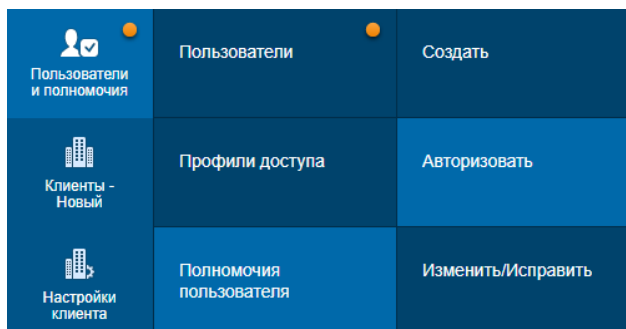 Пользователи
и полномочия
Клиенты -
Новый
Настройки
клиента
Пользователи
Профили доступа
Полномочия
пользователя
Создать
Авторизовать
Изменить/Исправить